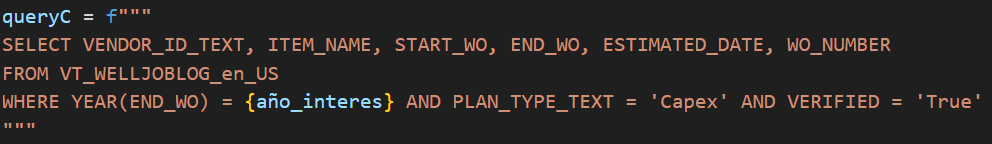 queryC = f"""
SELECT VENDOR_ID_TEXT, ITEM_NAME, START_WO, END_WO, ESTIMATED_DATE, WO_NUMBER
FROM VT_WELLJOBLOG_en_US
WHERE YEAR(END_WO) = {año_interes} AND PLAN_TYPE_TEXT = 'Capex' AND VERIFIED = 'True'
"""